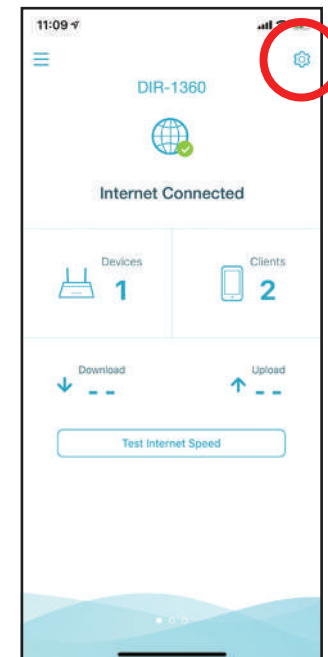 11:09
DIR-1360
Internet Connected
Devices
1
Clients
2
Download
- -
Upload
- -
Test Internet Speed